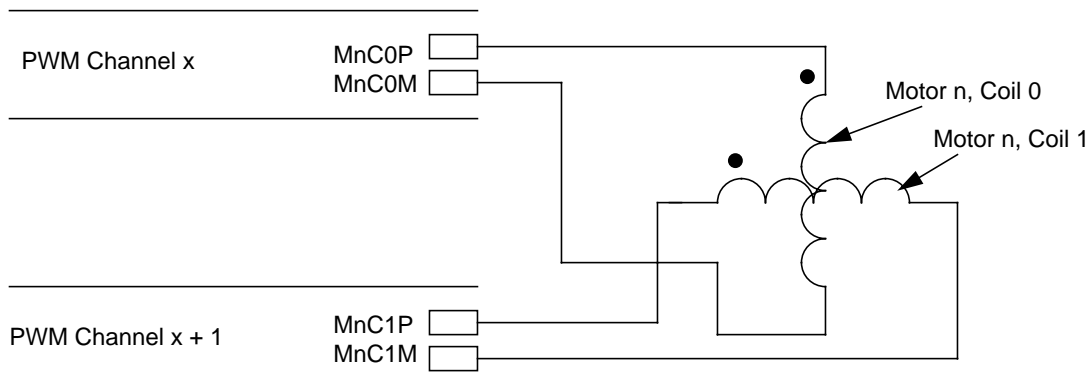 PWM Channel x
MnC0P
MnC0M
Motor n, Coil 0
Motor n, Coil 1
PWM Channel x + 1
MnC1P
MnC1M